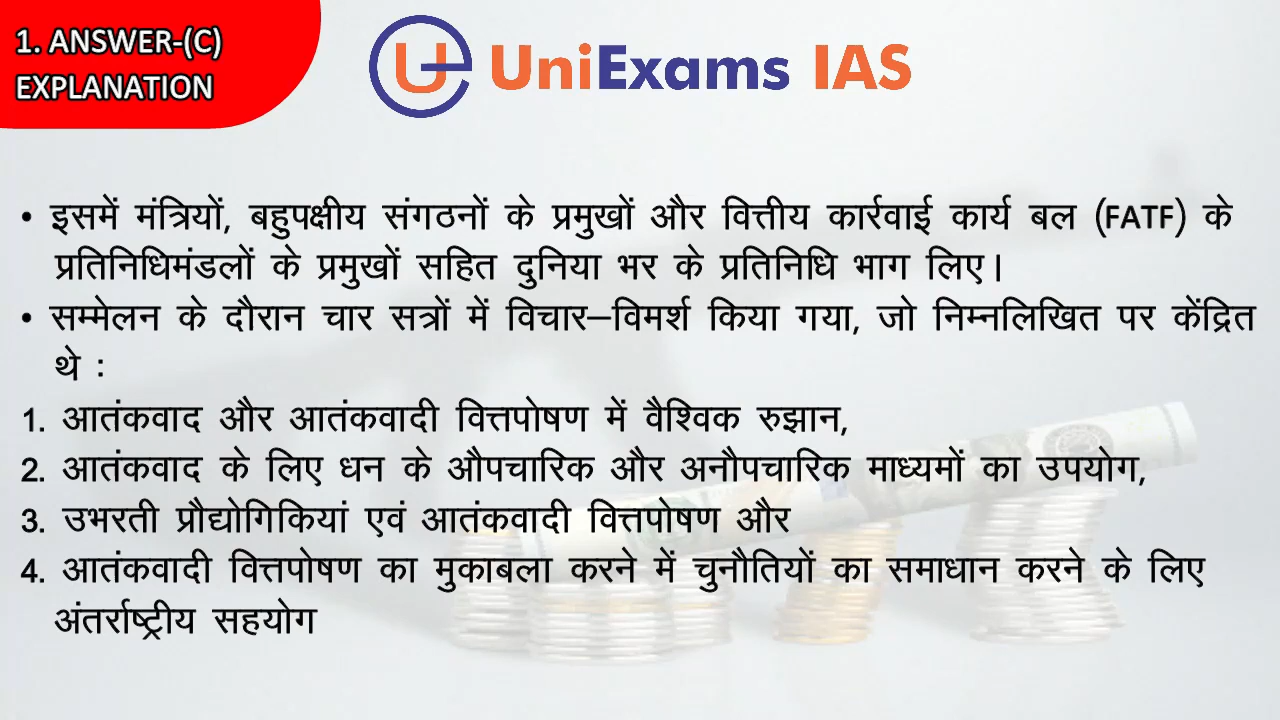 1. ANSWER-(C)
EXPLANATION
UniExams IAS
• इसमें मंत्रियों, बहुपक्षीय संगठनों के प्रमुखों और वित्तीय कार्रवाई कार्य बल (FATF) के
प्रतिनिधिमंडलों के प्रमुखों सहित दुनिया भर के प्रतिनिधि भाग लिए।
• सम्मेलन के दौरान चार सत्रों में विचार–विमर्श किया गया, जो निम्नलिखित पर केंद्रित
थे :
1. आतंकवाद और आतंकवादी वित्तपोषण में वैश्विक रुझान,
2. आतंकवाद के लिए धन के औपचारिक और अनौपचारिक माध्यमों का उपयोग,
3. उभरती प्रौद्योगिकियां एवं आतंकवादी वित्तपोषण और
4. आतंकवादी वित्तपोषण का मुकाबला करने में चुनौतियों का समाधान करने के लिए
अंतर्राष्ट्रीय सहयोग